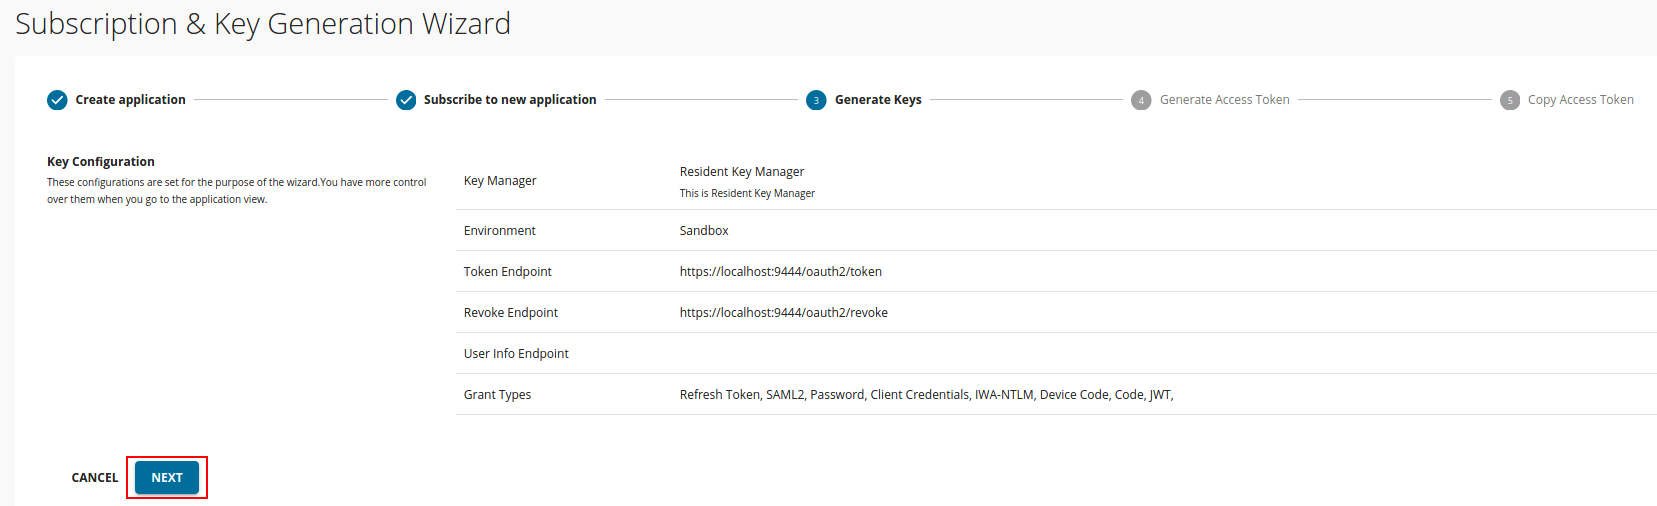 Subscription & Key Generation Wizard
Create application
Subscribe to new application
3 Generate Keys
4 Generate Access Token
5 Copy Access Token
Key Configuration
These configurations are set for the purpose of the wizard.You have more control
over them when you go to the application view.
Key Manager
Resident Key Manager
This is Resident Key Manager
Environment Sandbox
Token Endpoint https://localhost:9444/oauth2/token
Revoke Endpoint https://localhost:9444/oauth2/revoke
User Info Endpoint
Grant Types Refresh Token, SAML2, Password, Client Credentials, IWA-NTLM, Device Code, Code, JWT,
CANCEL NEXT